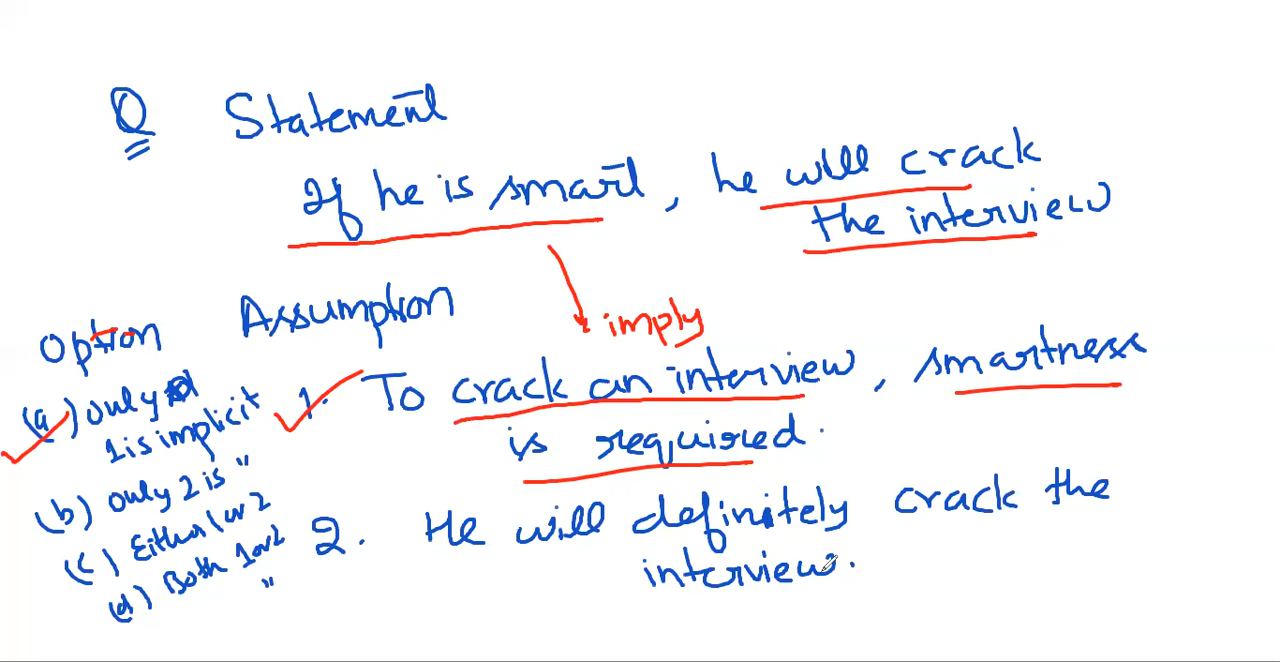 Q Statement
If he is smart, he will crack
the interview
imply
Assumption
1. To crack an interview, smartness
is required.
2. He will definitely crack the
interview.
Option
(a) only
1 is implicit
(b) only 2 is "
(c) Either 1 or 2
(d) Both 1 or 2
"